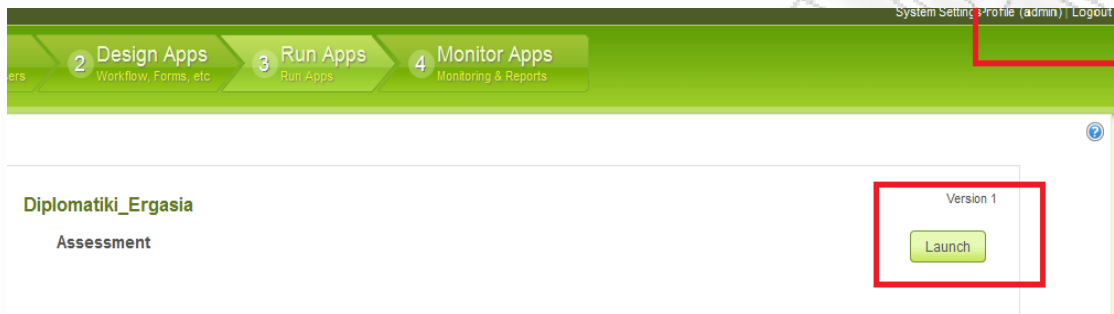 System Settings Profile (admin) | Logout
2 Design Apps
Workflow, Forms, etc
3 Run Apps
Run Apps
4 Monitor Apps
Monitoring & Reports
ers
?
Diplomatiki_Ergasia
Version 1
Assessment
Launch